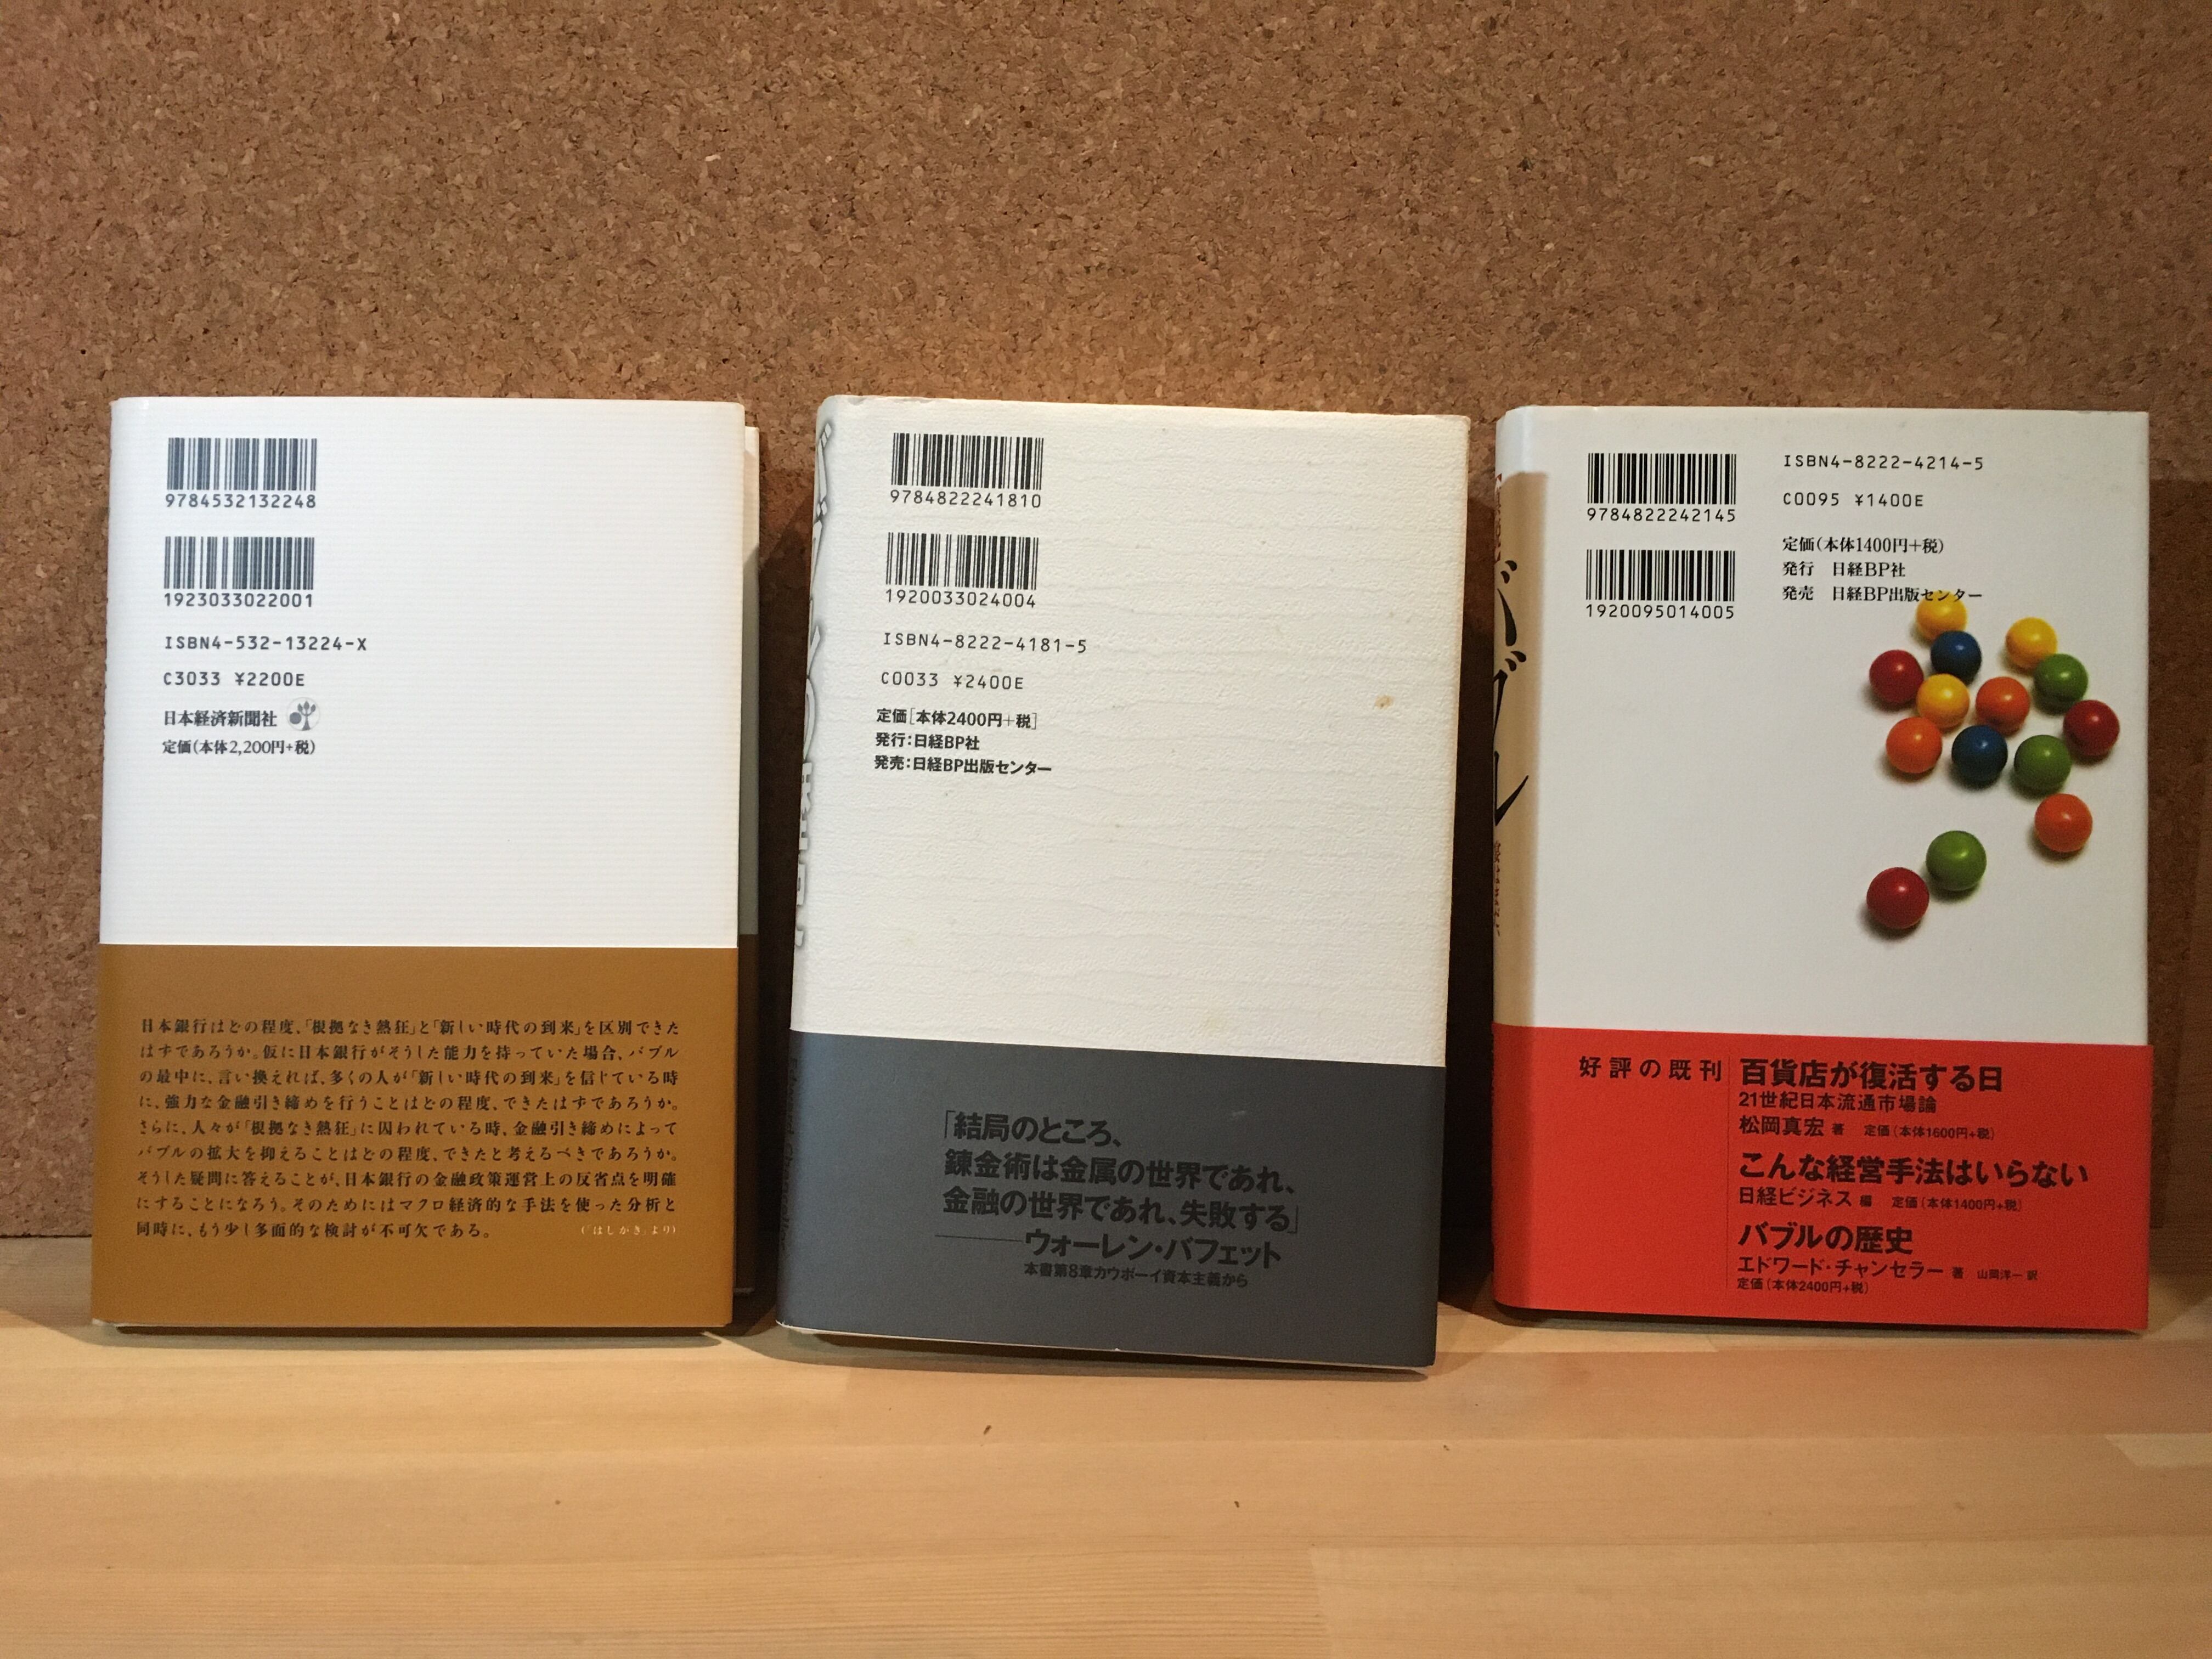 9784532132248
1923033022001
ISBN4-532-13224-X
C3033 ¥2200E
日本経済新聞社
定価(本体2,200円+税)
日本銀行はどの程度、「根拠なき熱狂」と「新しい時代の到来」を区別できた
はずであろうか。仮に日本銀行がそうした能力を持っていた場合、バブル
の最中に、言い換えれば、多くの人が「新しい時代の到来」を信じている時
に、強力な金融引き締めを行うことはどの程度、できたはずであろうか。
さらに、人々が「根拠なき熱狂」に囚われている時、金融引き締めによって
バブルの拡大を抑えることはどの程度、できたと考えるべきであろうか。
そうした疑問に答えることが、日本銀行の金融政策運営上の反省点を明確
にすることになろう。そのためにはマクロ経済的な手法を使った分析と
同時に、もう少し多面的な検討が不可欠である。
(「はしがき」より)
9784822241810
1920033024004
ISBN4-8222-4181-5
C0033 ¥2400E
定価[本体2400円+税]
発行:日経BP社
発売:日経BP出版センター
「結局のところ、
錬金術は金属の世界であれ、
金融の世界であれ、失敗する」
――ウォーレン・バフェット
本書第8章カウボーイ資本主義から
9784822242145
1920095014005
ISBN4-8222-4214-5
C0095 ¥1400E
定価(本体1400円+税)
発行 日経BP社
発売 日経BP出版センター
バブル
好評の既刊
百貨店が復活する日
21世紀日本流通市場論
松岡真宏 著 定価(本体1600円+税)
こんな経営手法はいらない
日経ビジネス 編 定価(本体1400円+税)
バブルの歴史
エドワード・チャンセラー 著 山岡洋一 訳
定価(本体2400円+税)